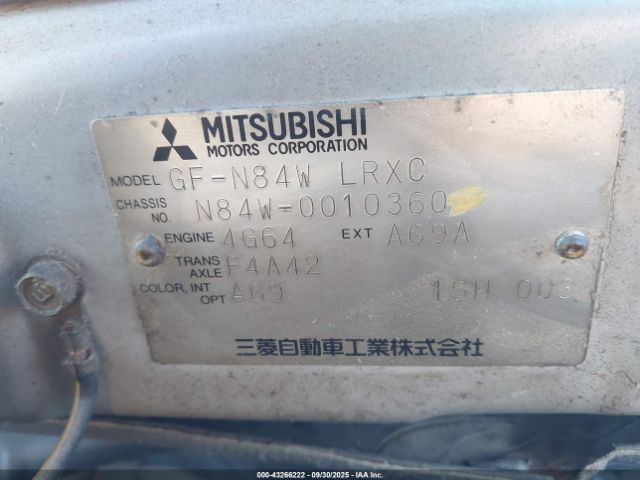 MITSUBISHI
MOTORS CORPORATION
MODEL GF-N84W LRXC
CHASSIS NO. N84W-0010360
ENGINE 4G64 EXT A69A
TRANS AXLE F4A42
COLOR, INT OPT A69 1SH
三菱自動車工業株式会社
000-43266222 - 09/30/2025 - IAA Inc.